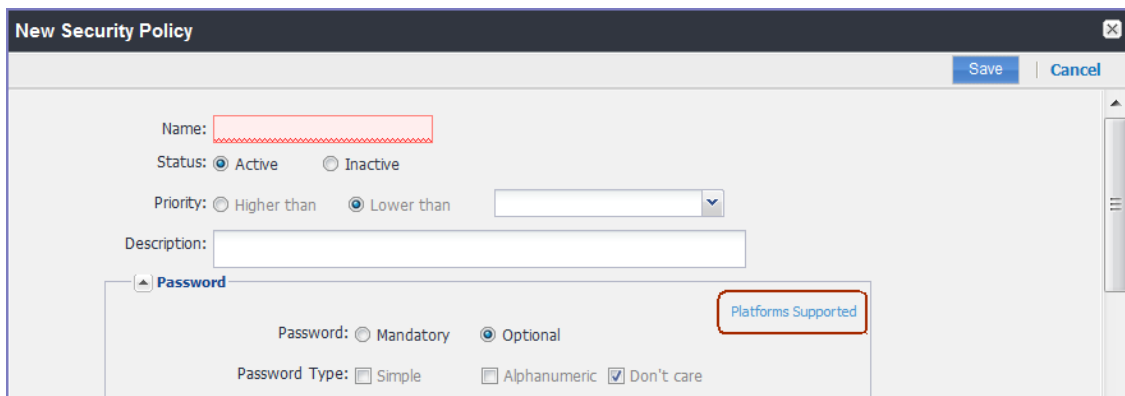 New Security Policy
Save | Cancel
Name:
Status: Active Inactive
Priority: Higher than Lower than
Description:
Password
Platforms Supported
Password: Mandatory Optional
Password Type: Simple Alphanumeric Don't care